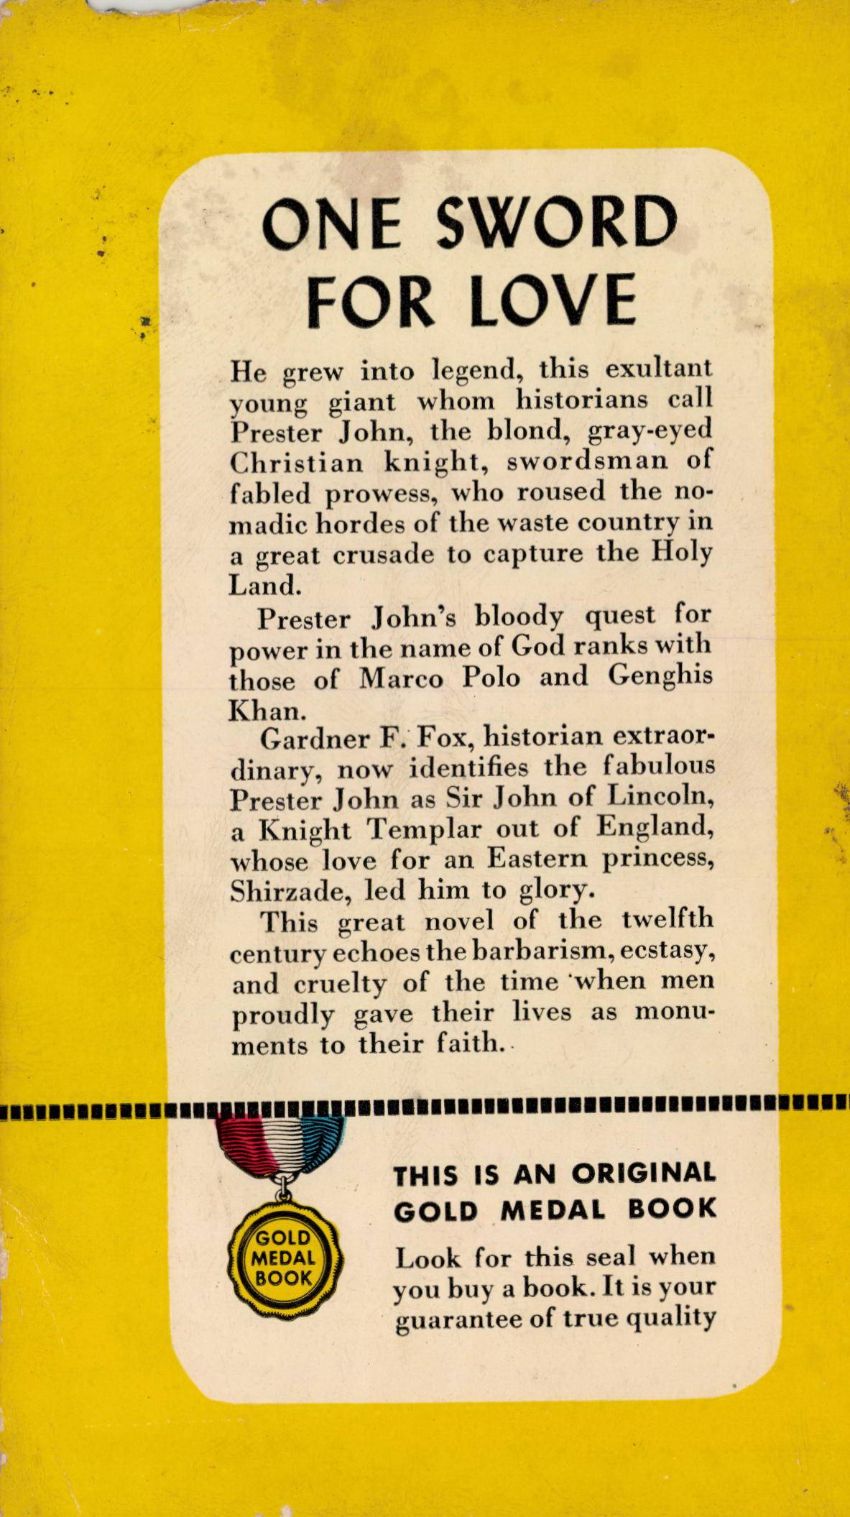 ONE SWORD
FOR LOVE
He grew into legend, this exultant
young giant whom historians call
Prester John, the blond, gray-eyed
Christian knight, swordsman of
fabled prowess, who roused the no-
madic hordes of the waste country in
a great crusade to capture the Holy
Land.
Prester John's bloody quest for
power in the name of God ranks with
those of Marco Polo and Genghis
Khan.
Gardner F. Fox, historian extraor-
dinary, now identifies the fabulous
Prester John as Sir John of Lincoln,
a Knight Templar out of England,
whose love for an Eastern princess,
Shirzade, led him to glory.
This great novel of the twelfth
century echoes the barbarism, ecstasy,
and cruelty of the time when men
proudly gave their lives as monu-
ments to their faith.
THIS IS AN ORIGINAL
GOLD MEDAL BOOK
GOLD
MEDAL
BOOK
Look for this seal when
you buy a book. It is your
guarantee of true quality